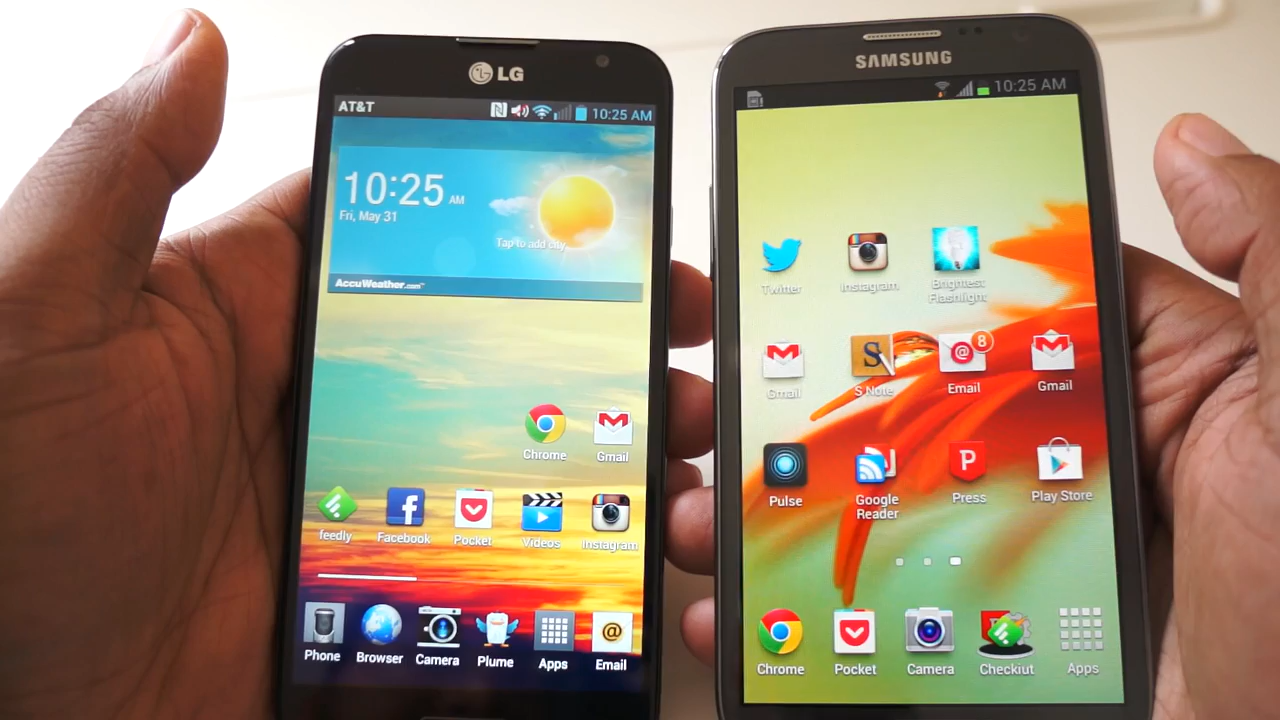 LG
AT&T
10:25 AM
10:25 AM
Fri, May 31
Tap to add city
AccuWeather.com™
Chrome
Gmail
feedly
Facebook
Pocket
Videos
Instagram
Phone
Browser
Camera
Plume
Apps
Email
SAMSUNG
10:25 AM
Twitter
Instagram
Brightest
Flashlight
Gmail
S
S Note
8
Email
Gmail
Pulse
Google
Reader
P
Press
Play Store
Chrome
Pocket
Camera
Checkiut
Apps